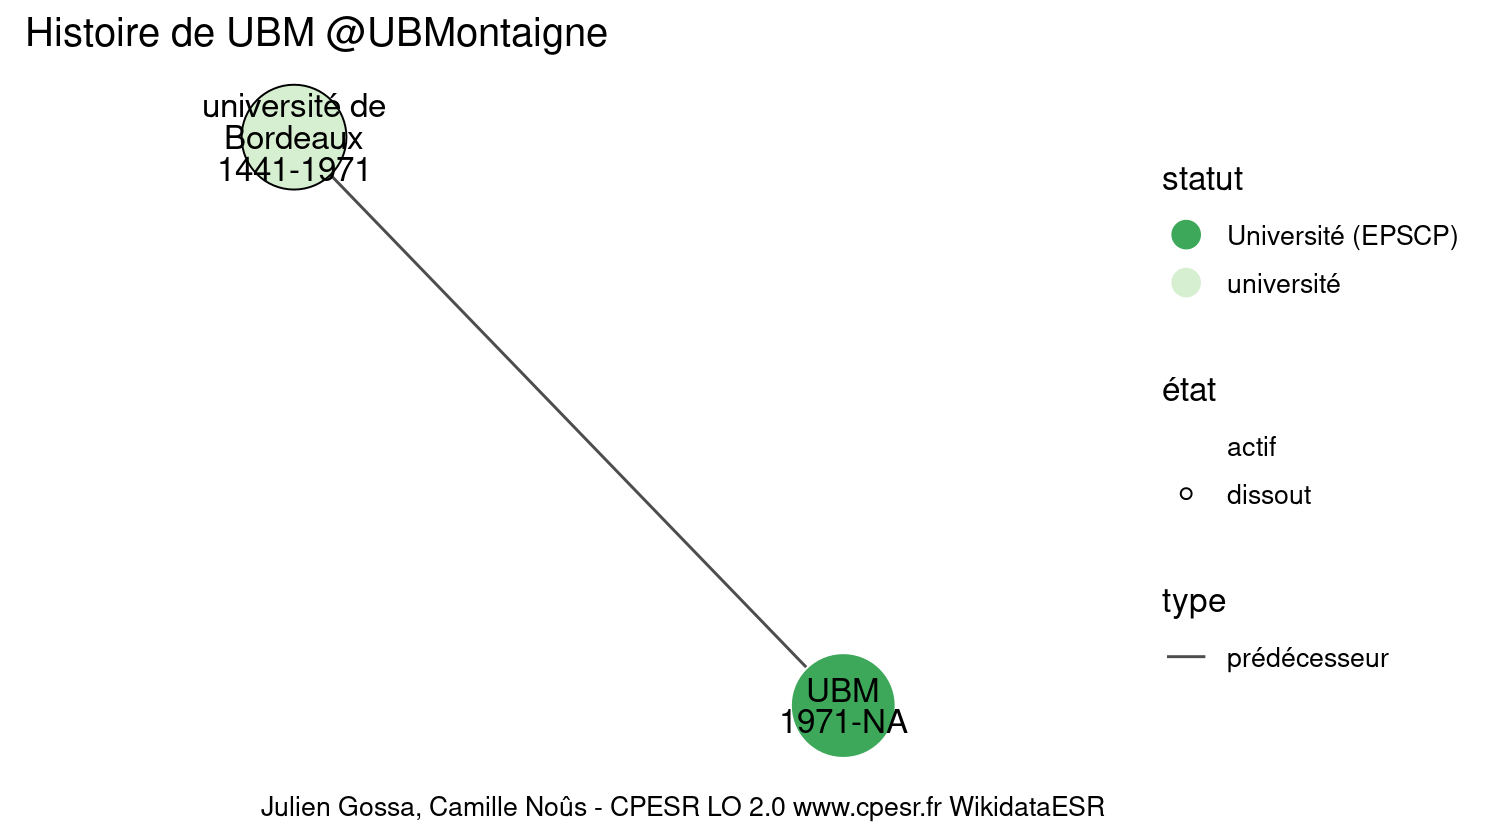 Histoire de UBM @UBMontaigne
université de
Bordeaux
1441-1971
statut
Université (EPSCP)
université
état
actif
dissout
type
prédécesseur
UBM
1971-NA
Julien Gossa, Camille Noûs - CPESR LO 2.0 www.cpesr.fr WikidataESR